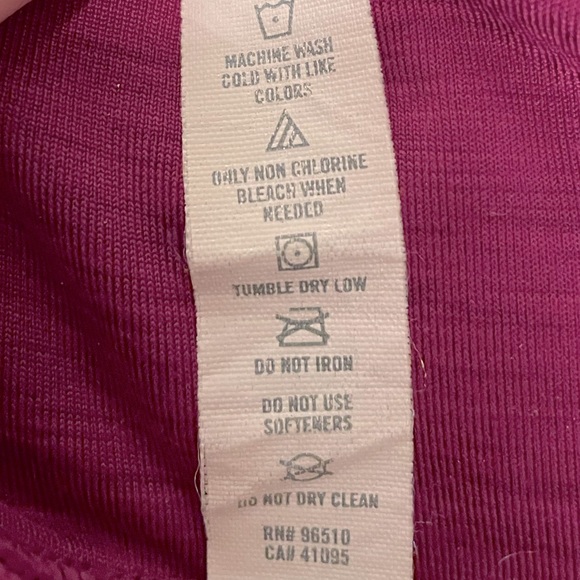 MACHINE WASH
COLD WITH LIKE
COLORS
ONLY NON CHLORINE
BLEACH WHEN
NEEDED
TUMBLE DRY LOW
DO NOT IRON
DO NOT USE
SOFTENERS
DO NOT DRY CLEAN
RN# 96510
CA# 41095